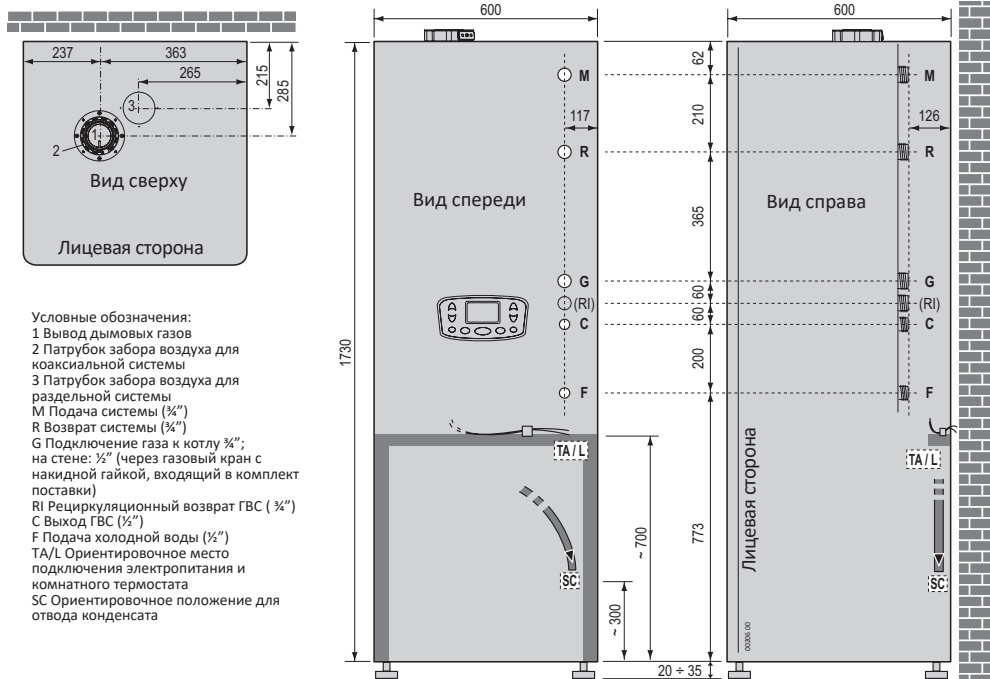 237
363
265
215
285
3
1
2
Вид сверху
Лицевая сторона
Условные обозначения:
1 Вывод дымовых газов
2 Патрубок забора воздуха для
коаксиальной системы
3 Патрубок забора воздуха для
раздельной системы
M Подача системы (¾”)
R Возврат системы (¾”)
G Подключение газа к котлу ¾”;
на стене: ½” (через газовый кран с
накидной гайкой, входящий в комплект
поставки)
RI Рециркуляционный возврат ГВС ( ¾”)
C Выход ГВС (½”)
F Подача холодной воды (½”)
TA/L Ориентировочное место
подключения электропитания и
комнатного термостата
SC Ориентировочное положение для
отвода конденсата
600
1730
M
117
R
Вид спереди
G
(RI)
C
F
TA / L
SC
~ 700
~ 300
20 ÷ 35
62
210
365
60
60
200
773
600
M
126
R
Вид справа
G
(RI)
C
F
TA / L
SC
Лицевая сторона
00206 00